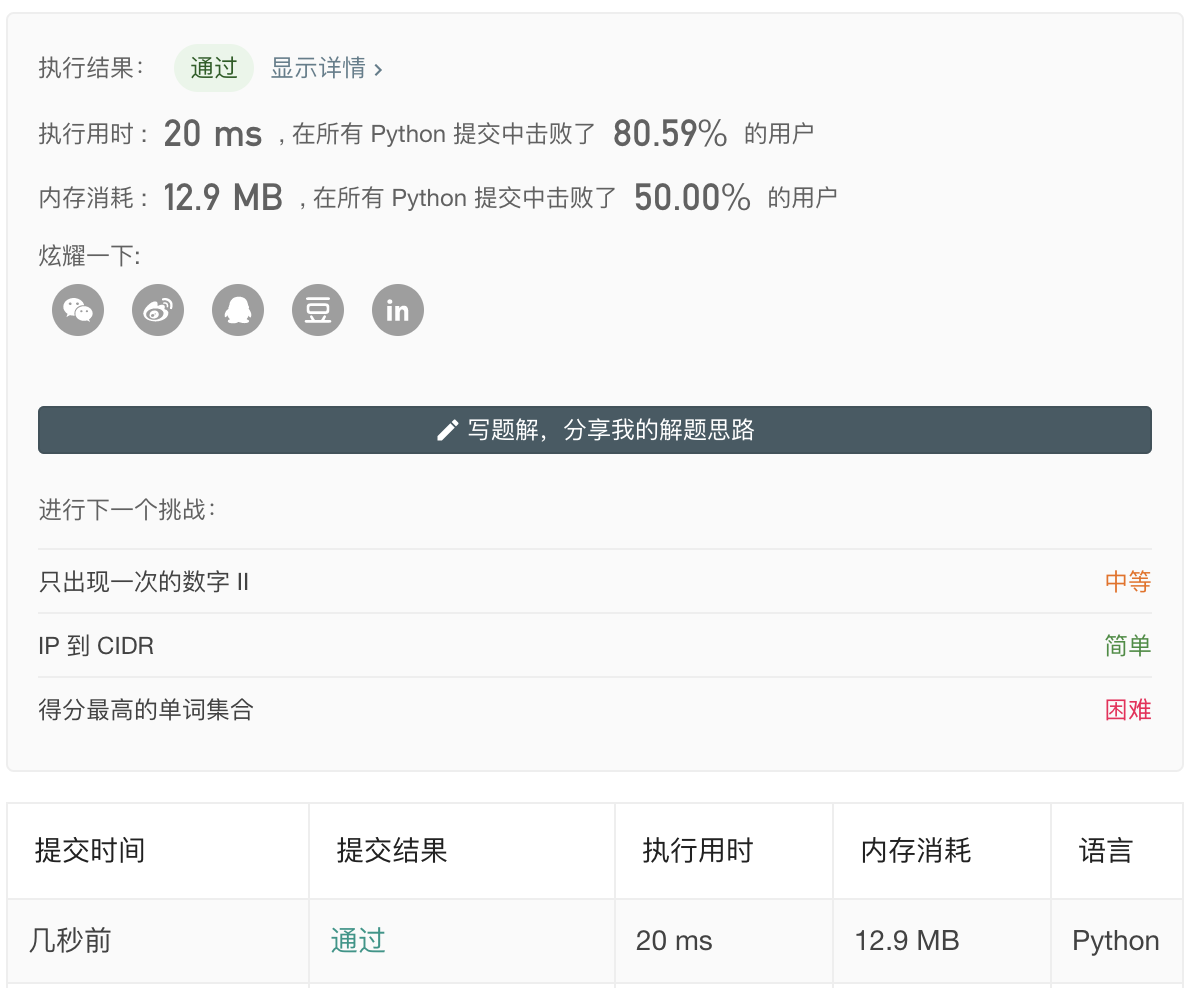 执行结果： 通过 显示详情 ›
执行用时 : 20 ms , 在所有 Python 提交中击败了 80.59% 的用户
内存消耗 : 12.9 MB , 在所有 Python 提交中击败了 50.00% 的用户
炫耀一下:
豆 in
写题解，分享我的解题思路
进行下一个挑战：
只出现一次的数字 II 中等
IP 到 CIDR 简单
得分最高的单词集合 困难
提交时间 提交结果 执行用时 内存消耗 语言
几秒前 通过 20 ms 12.9 MB Python